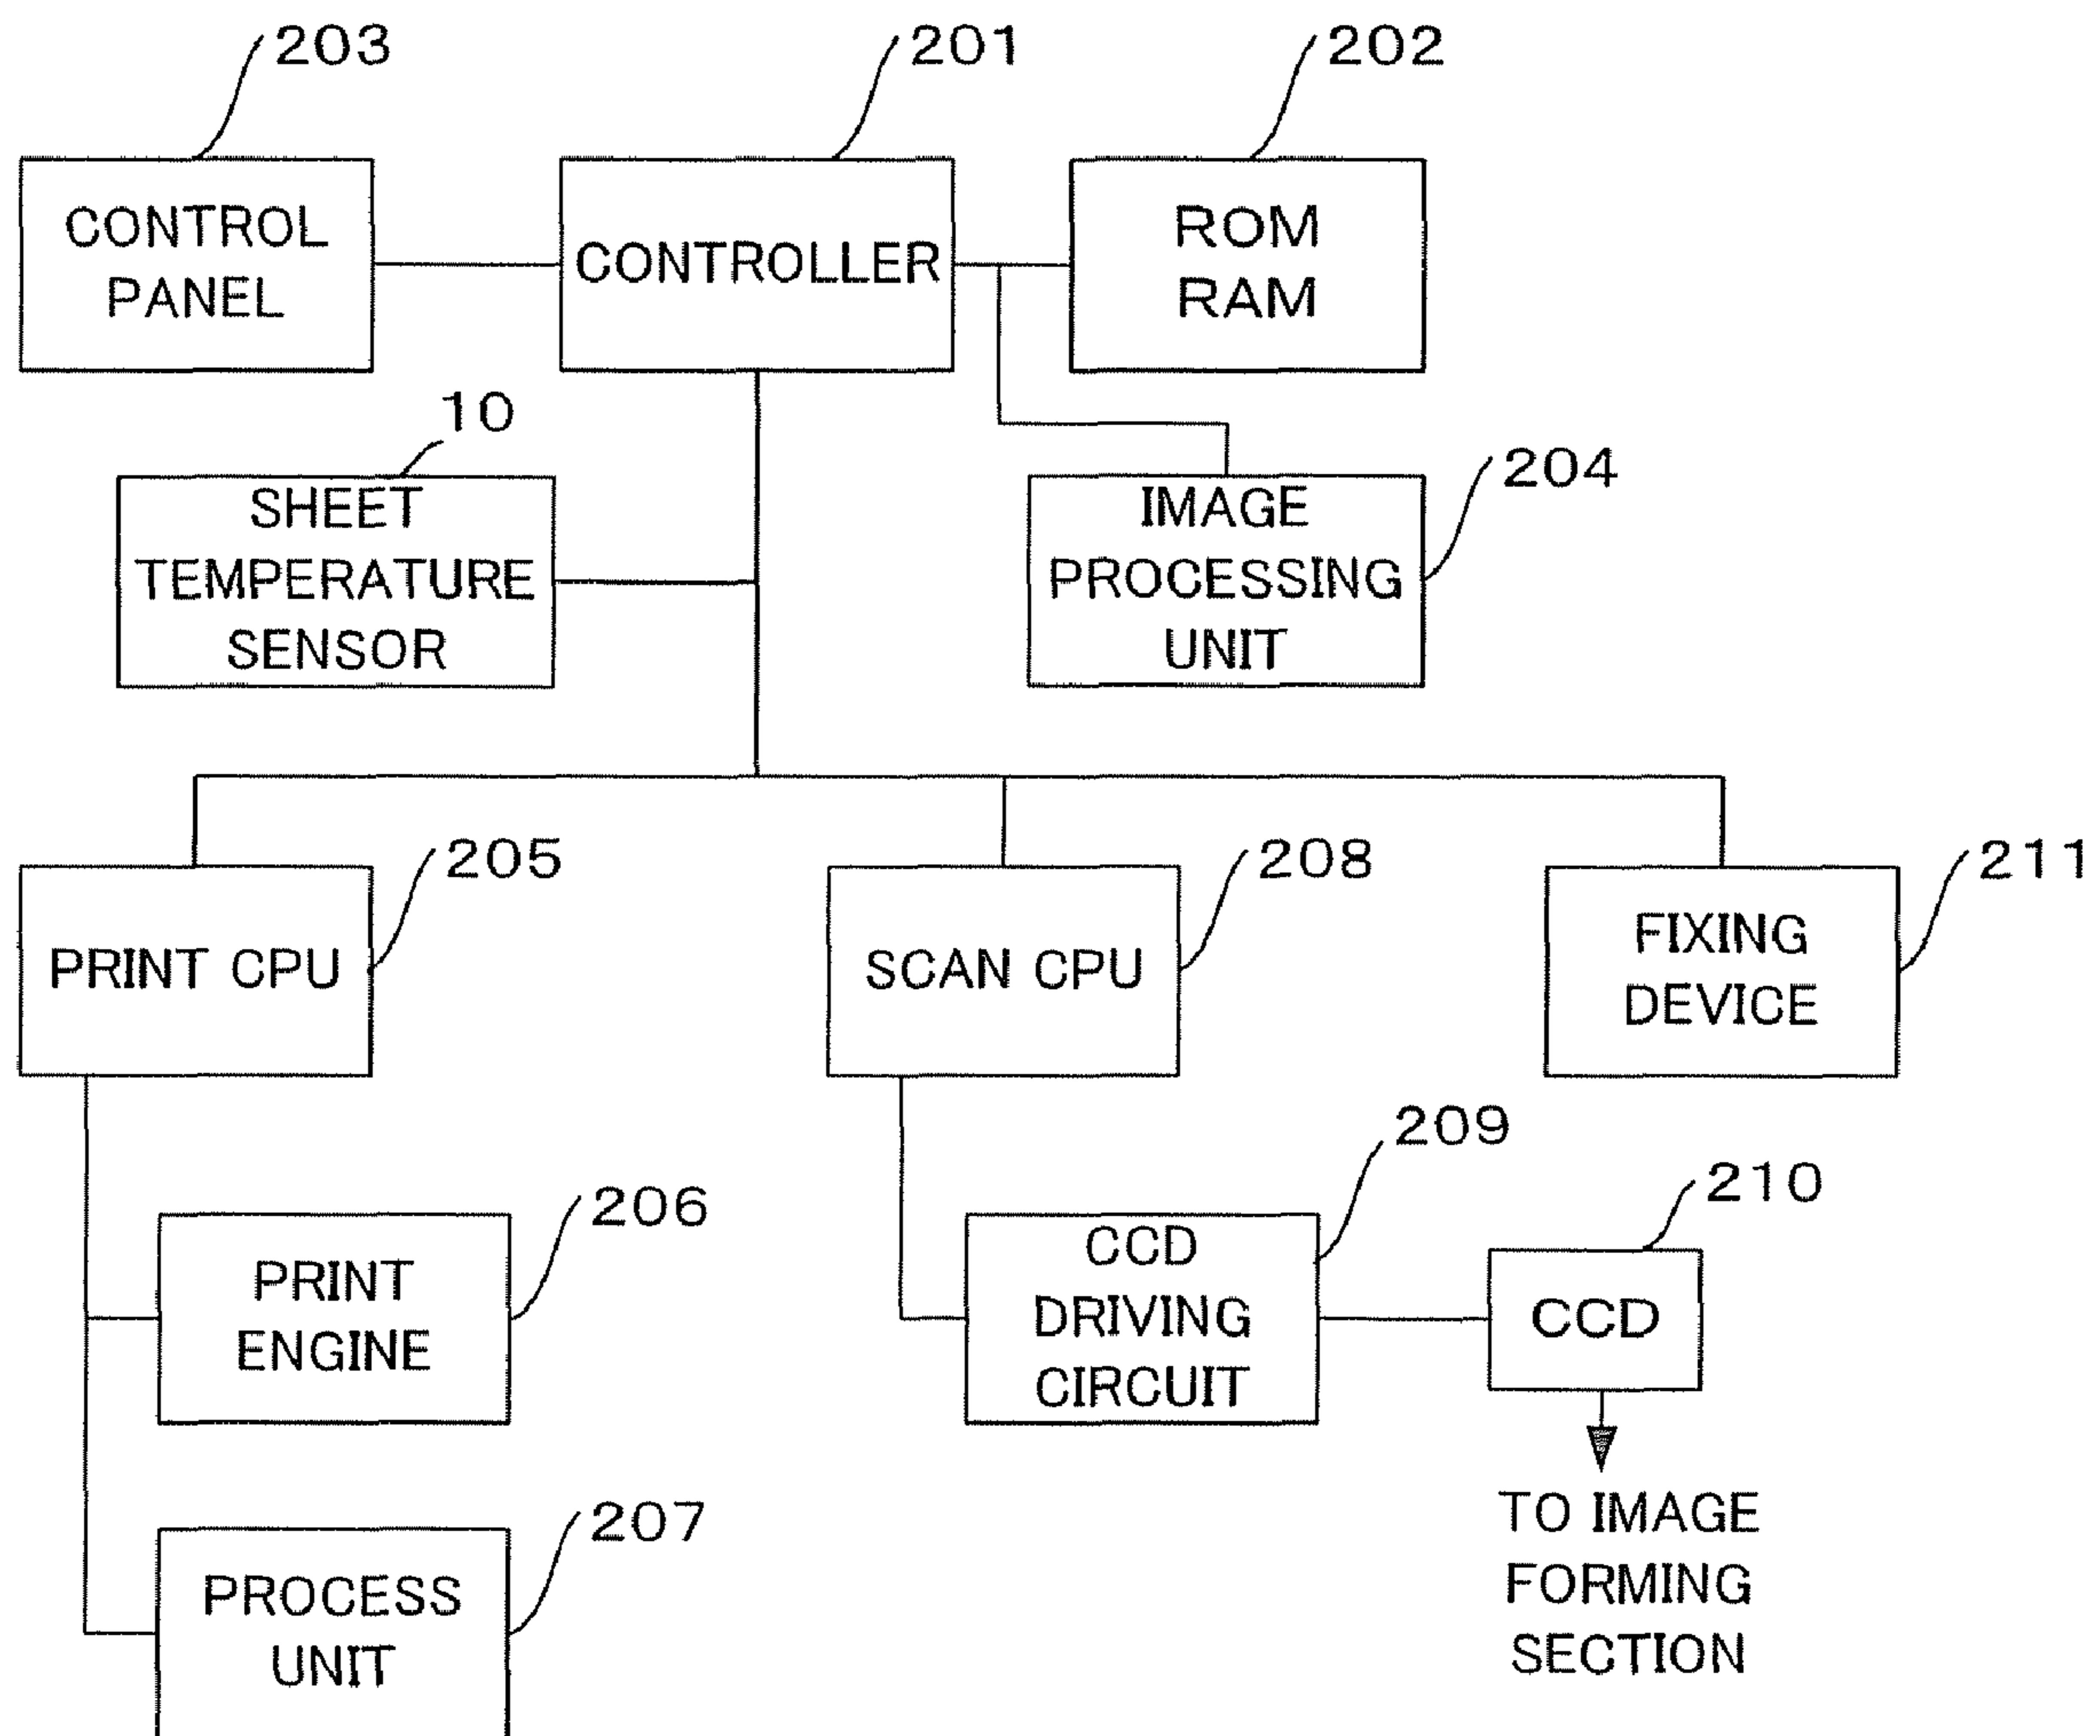 203
201
202
CONTROL
PANEL
CONTROLLER
ROM
RAM
10
204
SHEET
TEMPERATURE
SENSOR
IMAGE
PROCESSING
UNIT
205
208
211
PRINT CPU
SCAN CPU
FIXING
DEVICE
209
210
206
PRINT
ENGINE
CCD
DRIVING
CIRCUIT
CCD
207
PROCESS
UNIT
TO IMAGE
FORMING
SECTION